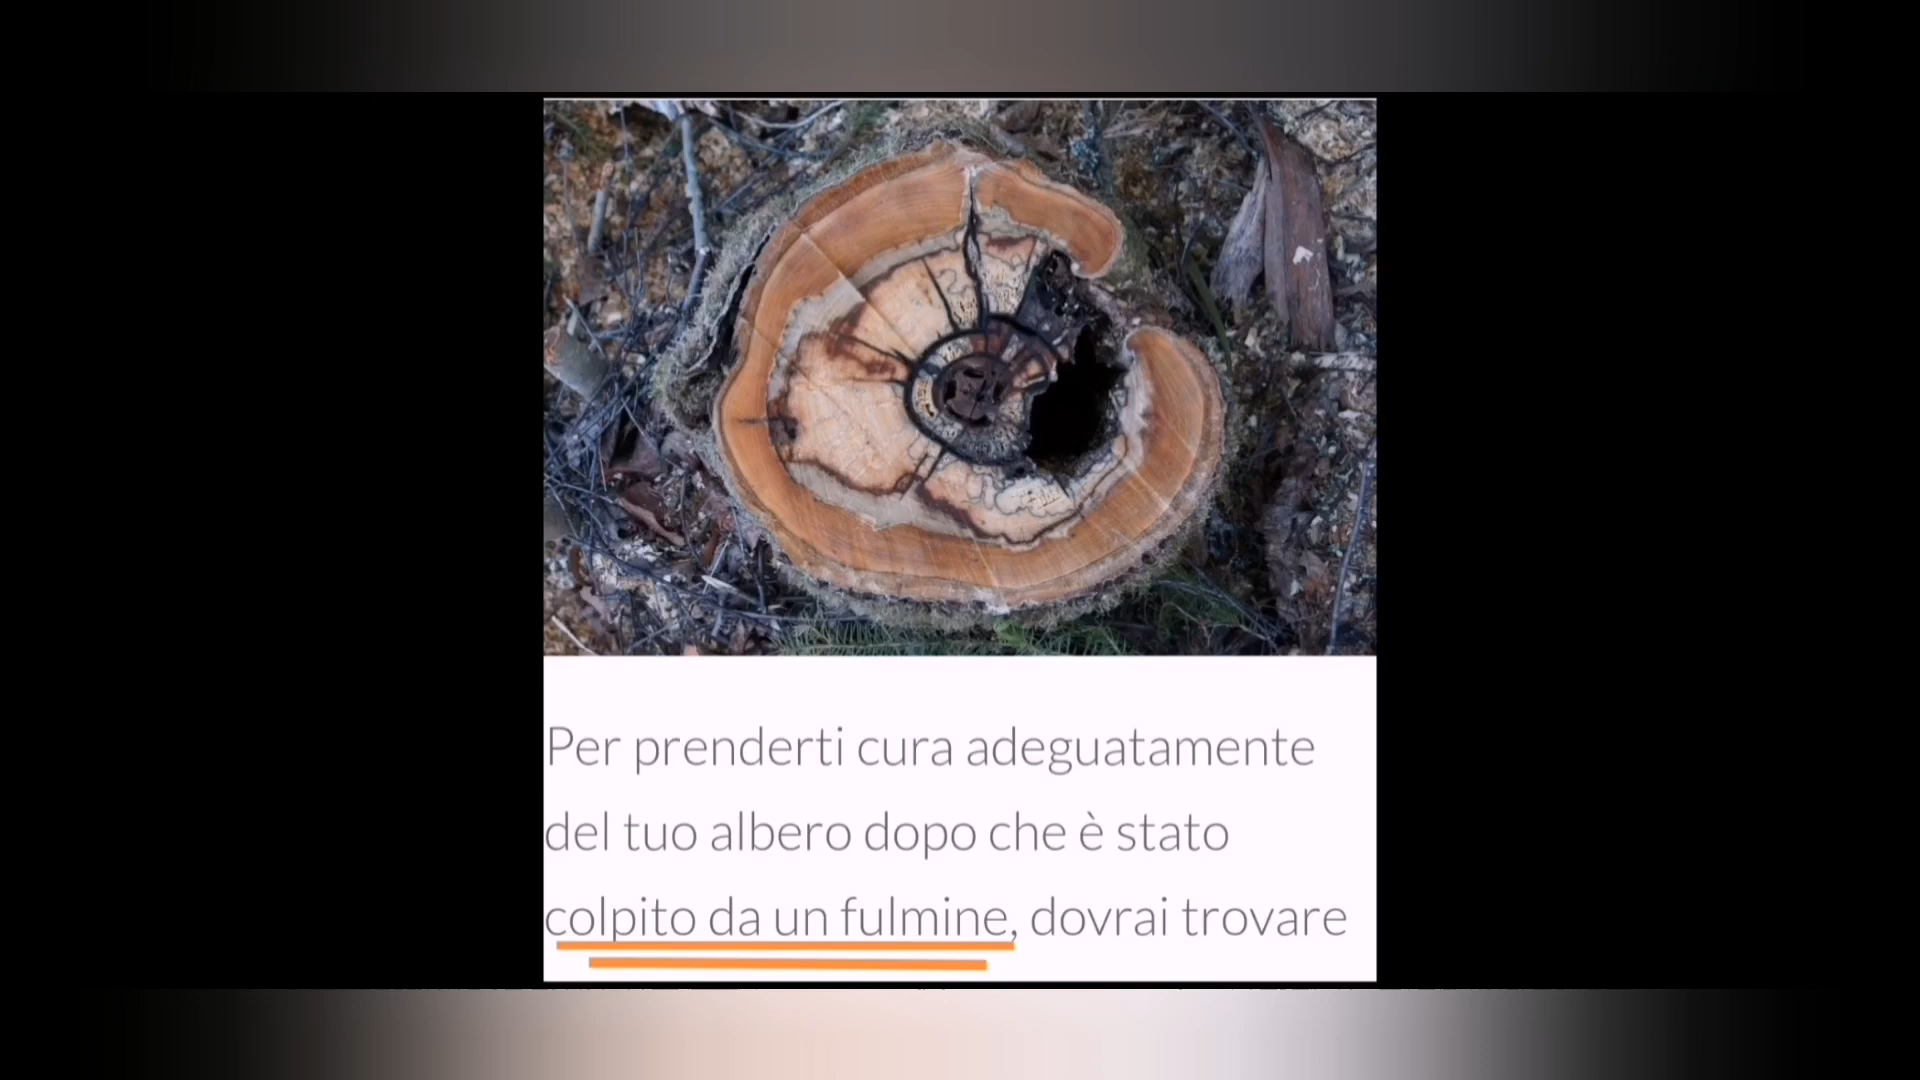 Per prenderti cura adeguatamente
del tuo albero dopo che è stato
colpito da un fulmine, dovrai trovare